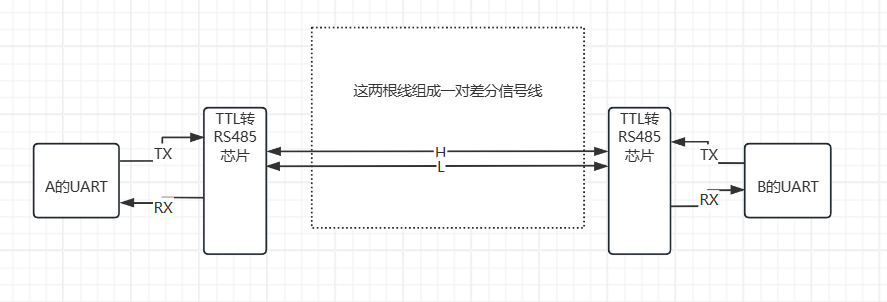 这两根线组成一对差分信号线
TTL转
RS485
芯片
TTL转
RS485
芯片
H
L
TX
TX
A的UART
B的UART
RX
RX